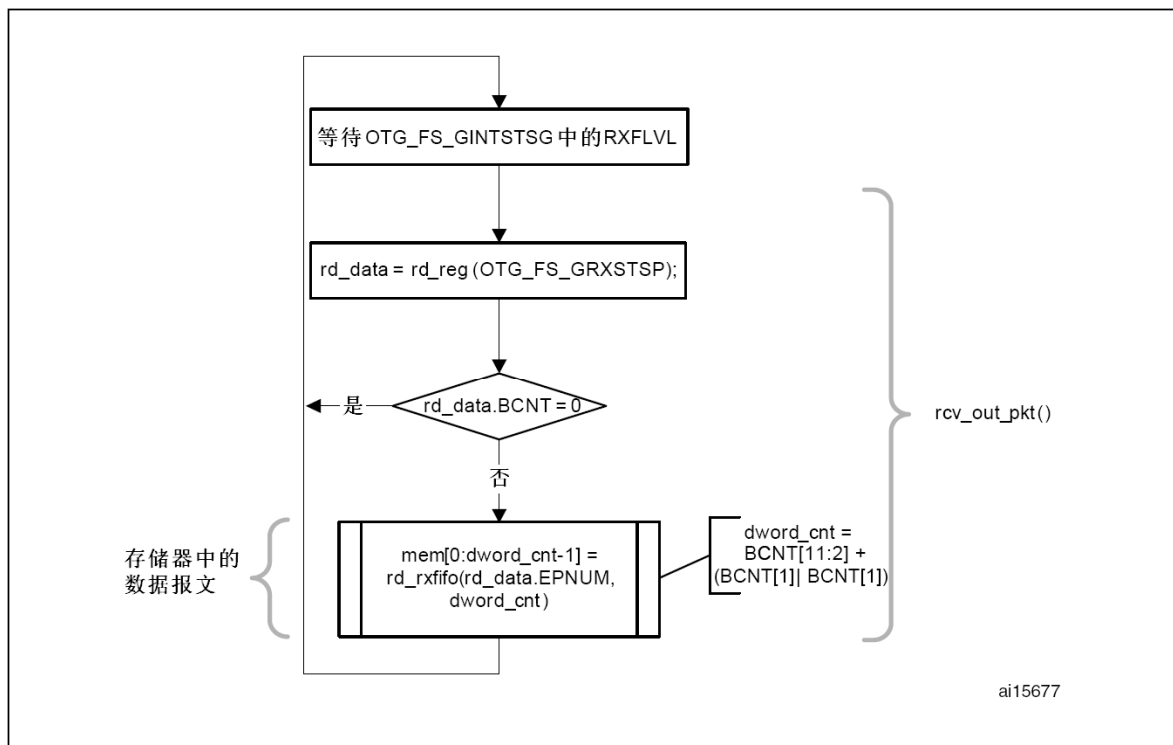 等待OTG_FS_GINTSTSG中的RXFLVL
rd_data = rd_reg (OTG_FS_GRXSTSP);
是
rd_data.BCNT = 0
rcv_out_pkt()
否
存储器中的
数据报文
mem[0:dword_cnt-1] =
rd_rxfifo(rd_data.EPNUM,
dword_cnt)
dword_cnt =
BCNT[11:2] +
(BCNT[1]| BCNT[1])
ai15677